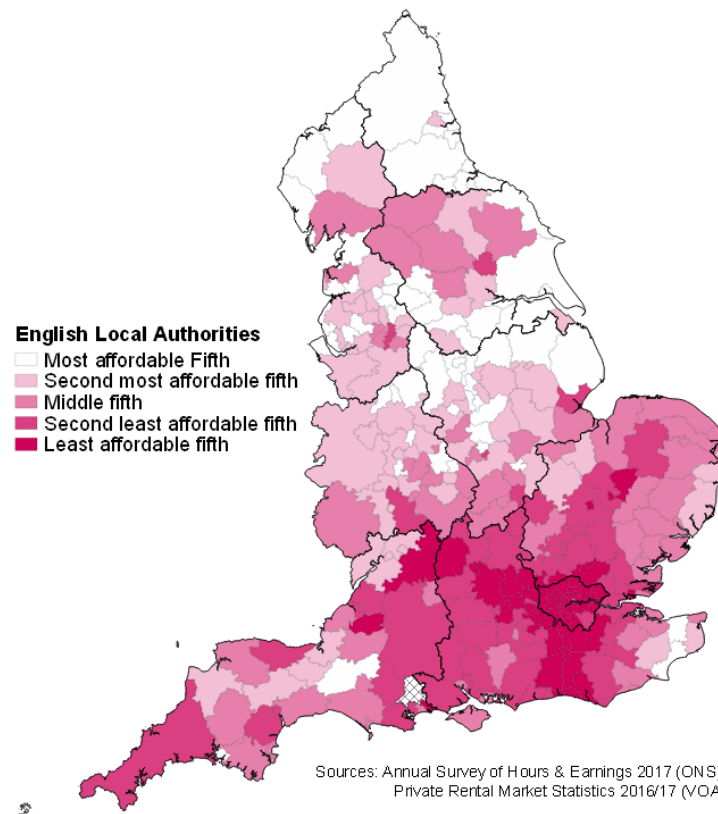 English Local Authorities
Most affordable Fifth
Second most affordable fifth
Middle fifth
Second least affordable fifth
Least affordable fifth
Sources: Annual Survey of Hours & Earnings 2017 (ONS)
Private Rental Market Statistics 2016/17 (VOA